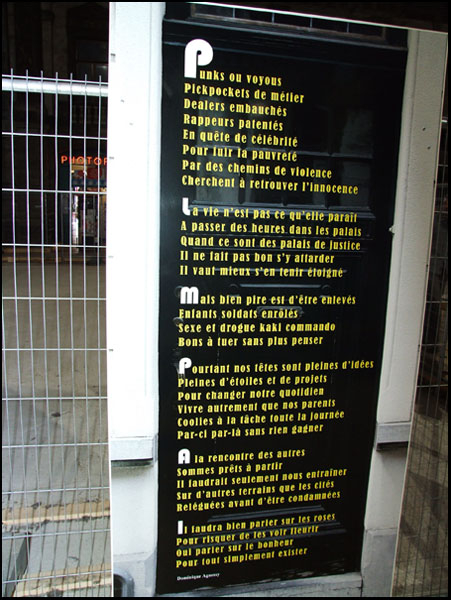 PHOTO
Punks ou voyous
Pickpockets de métier
Dealers embauchés
Rappeurs patentés
En quête de célébrité
Pour fuir la pauvreté
Par des chemins de violence
Cherchent à retrouver l'innocence
La vie n'est pas ce qu'elle paraît
A passer des heures dans les palais
Quand ce sont des palais de justice
Il ne fait pas bon s'y attarder
Il vaut mieux s'en tenir éloigné
Mais bien pire est d'être enlevés
Enfants soldats enrôlés
Sexe et drogue kaki commando
Bons à tuer sans plus penser
Pourtant nos têtes sont pleines d'idées
Pleines d'étoiles et de projets
Pour changer notre quotidien
Vivre autrement que nos parents
Coolies à la tâche toute la journée
Par-ci par-là sans rien gagner
A la rencontre des autres
Sommes prêts à partir
Il faudrait seulement nous entraîner
Sur d'autres terrains que les cités
Reléguées avant d'être condamnées
Il faudra bien parler sur les roses
Pour risquer de les voir fleurir
Oui parier sur le bonheur
Pour tout simplement exister
Dominique Agnessy